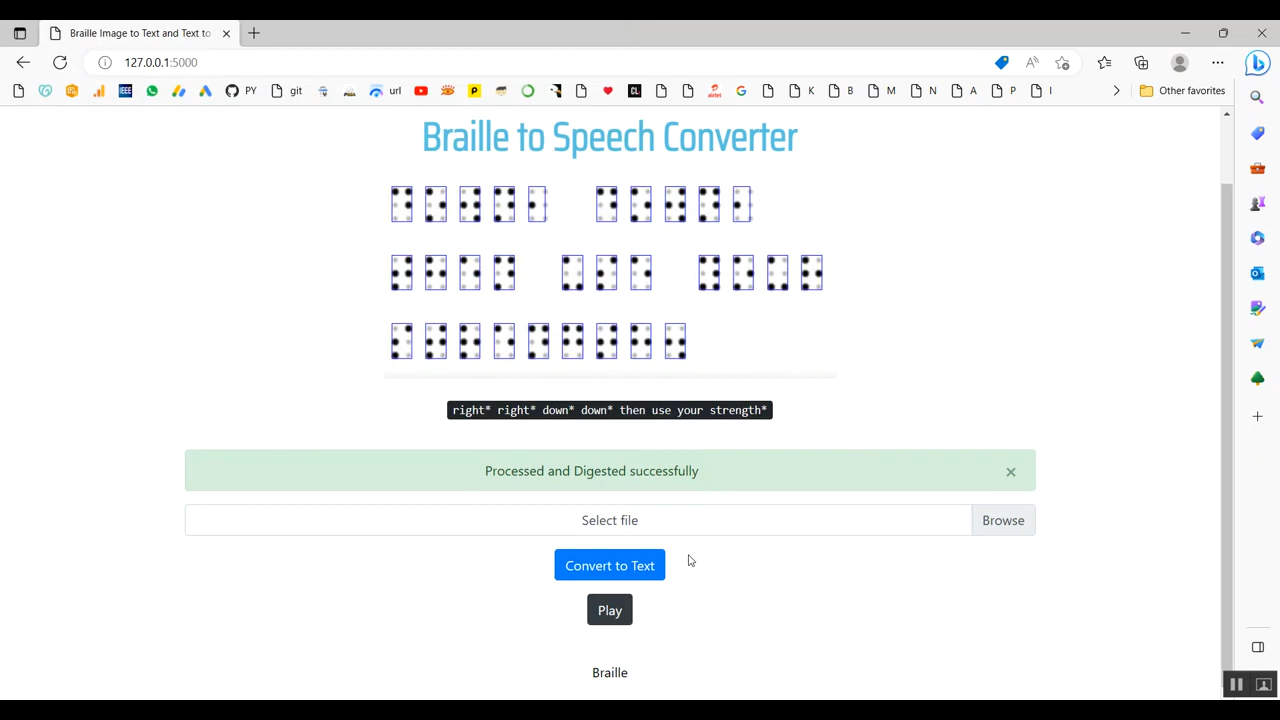 Braille Image to Text and Text to
127.0.0.1:5000
PY
git
url
CL
airtel
K
B
M
N
A
P
I
Other favorites
Braille to Speech Converter
right* right* down* down* then use your strength*
Processed and Digested successfully ×
Select file Browse
Convert to Text
Play
Braille